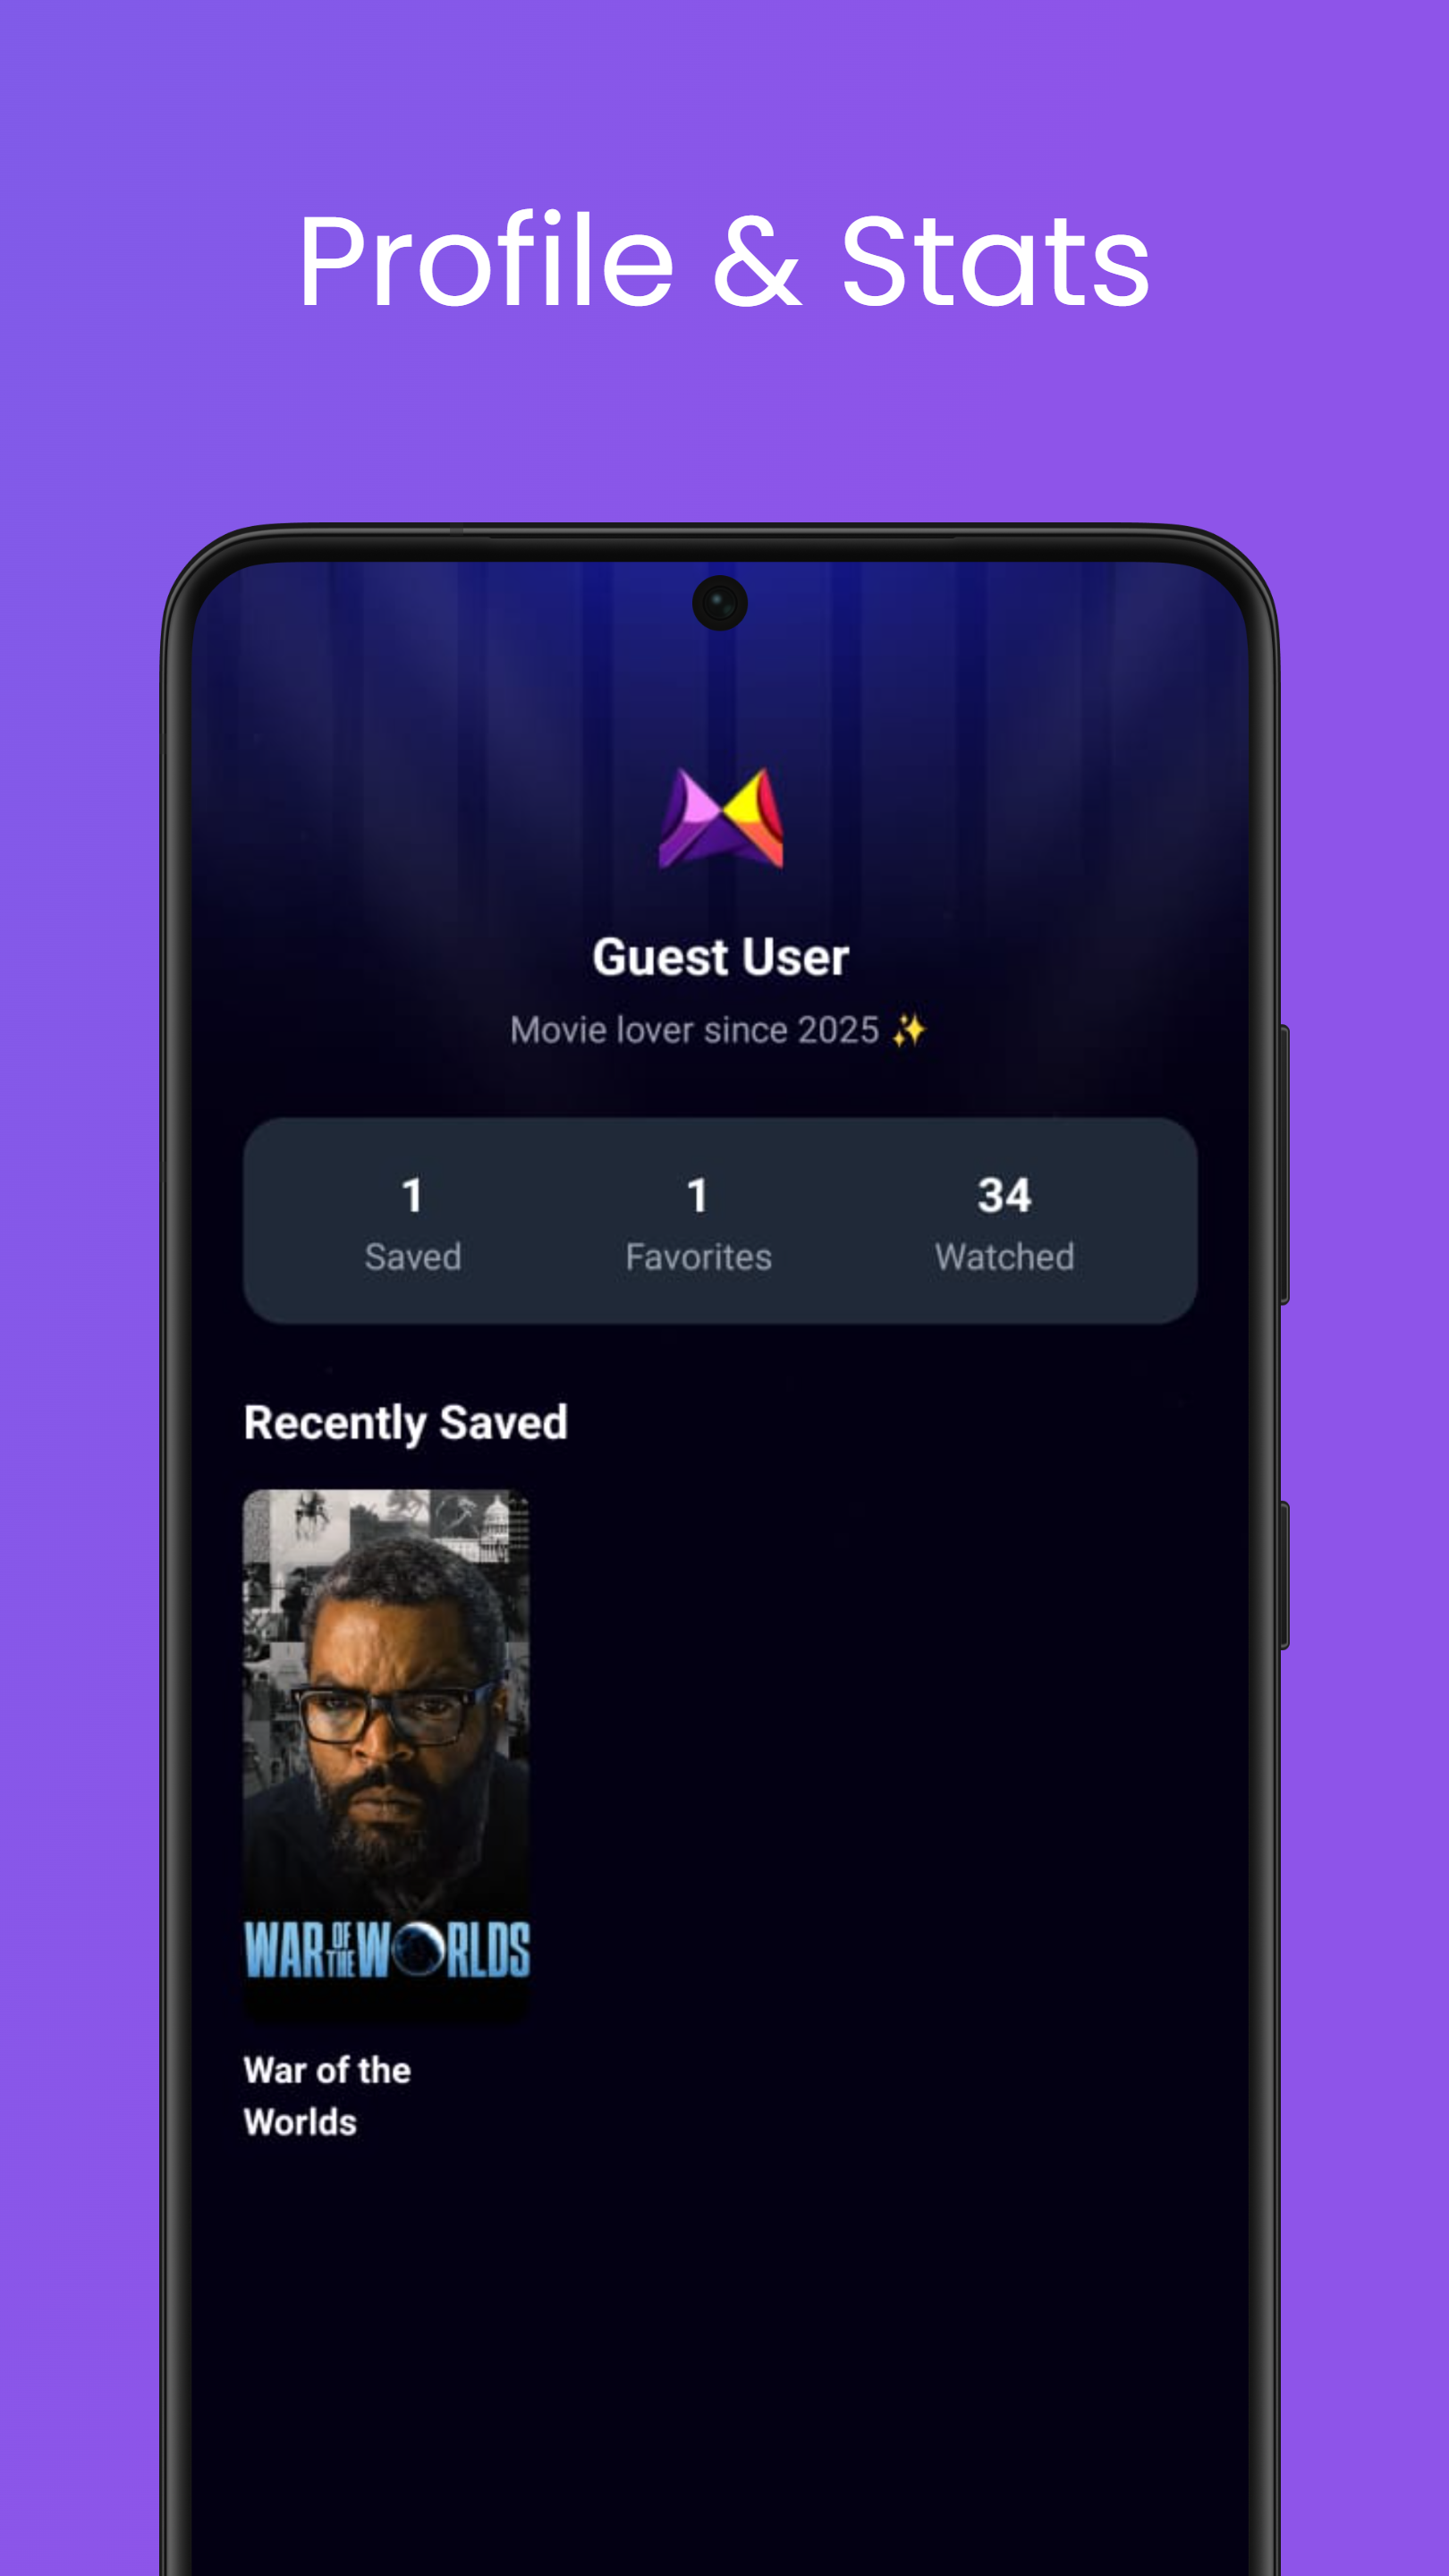 Profile & Stats
Guest User
Movie lover since 2025 ✨
1
Saved
1
Favorites
34
Watched
Recently Saved
WAR OF THE WORLDS
War of the
Worlds